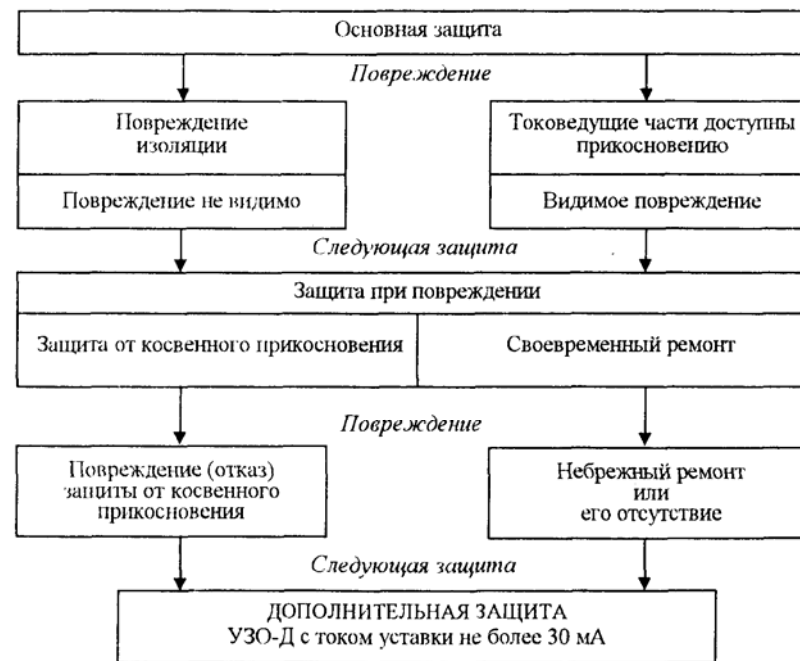 Основная защита
Повреждение
Повреждение
изоляции
Токоведущие части доступны
прикосновению
Повреждение не видимо
Видимое повреждение
Следующая защита
Защита при повреждении
Защита от косвенного прикосновения
Своевременный ремонт
Повреждение
Повреждение (отказ)
защиты от косвенного
прикосновения
Небрежный ремонт
или
его отсутствие
Следующая защита
ДОПОЛНИТЕЛЬНАЯ ЗАЩИТА
УЗО-Д с током уставки не более 30 мА